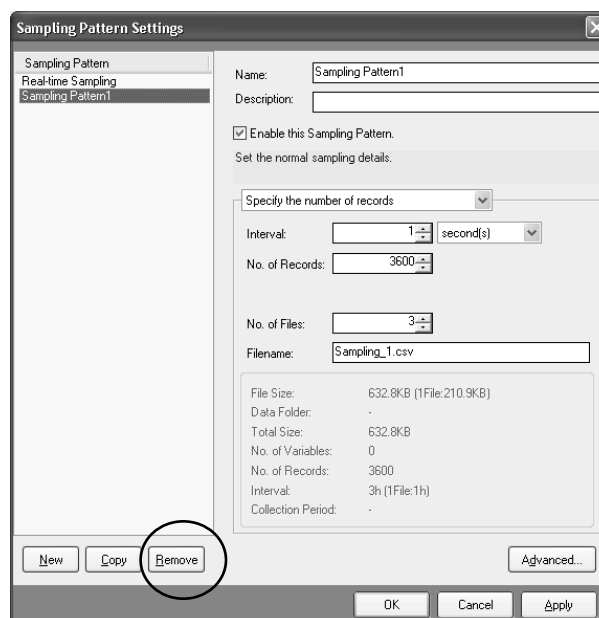 Sampling Pattern Settings
Sampling Pattern
Real-time Sampling
Sampling Pattern1
Name: Sampling Pattern1
Description:
Enable this Sampling Pattern.
Set the normal sampling details.
Specify the number of records
Interval: 1 second(s)
No. of Records: 3600
No. of Files: 3
Filename: Sampling_1.csv
File Size: 632.8KB (1File:210.9KB)
Data Folder: -
Total Size: 632.8KB
No. of Variables: 0
No. of Records: 3600
Interval: 3h (1File:1h)
Collection Period: -
New Copy Remove Advanced...
OK Cancel Apply